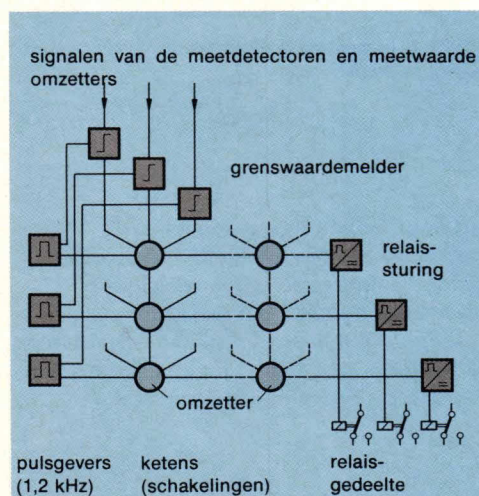 signalen van de meetdetectoren en meetwaarde
omzetters
grenswaardemelder
relais-
sturing
omzetter
pulsgevers
(1,2 kHz)
ketens
(schakelingen)
relais-
gedeelte